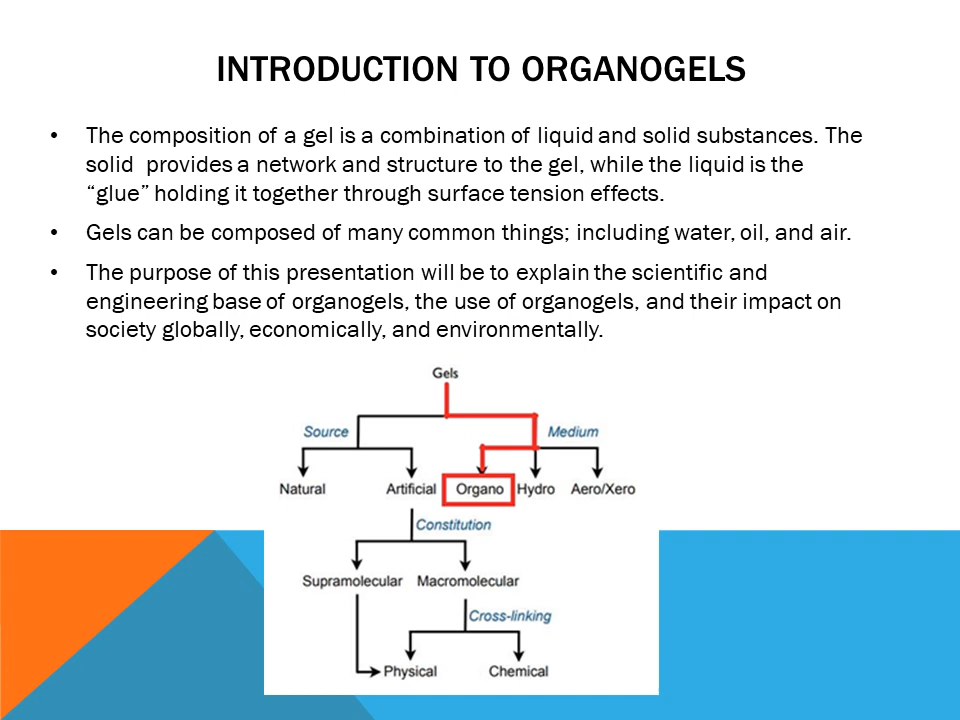 INTRODUCTION TO ORGANOGELS
• The composition of a gel is a combination of liquid and solid substances. The
solid  provides a network and structure to the gel, while the liquid is the
“glue” holding it together through surface tension effects.
• Gels can be composed of many common things; including water, oil, and air.
• The purpose of this presentation will be to explain the scientific and
engineering base of organogels, the use of organogels, and their impact on
society globally, economically, and environmentally.
Gels
Source Medium
Natural Artificial Organo Hydro Aero/Xero
Constitution
Supramolecular Macromolecular
Cross-linking
Physical Chemical